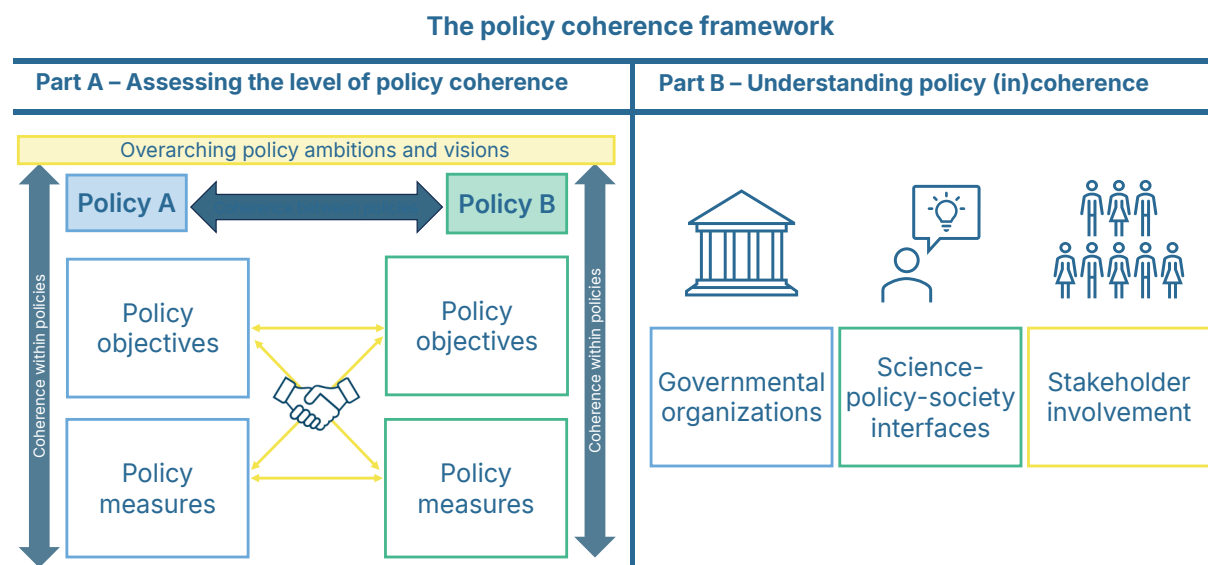 The policy coherence framework
Part A – Assessing the level of policy coherence
Part B – Understanding policy (in)coherence
Overarching policy ambitions and visions
Policy A
Policy B
Coherence within policies
Policy
objectives
Policy
objectives
Policy
measures
Policy
measures
Coherence within policies
Governmental
organizations
Science-
policy-society
interfaces
Stakeholder
involvement